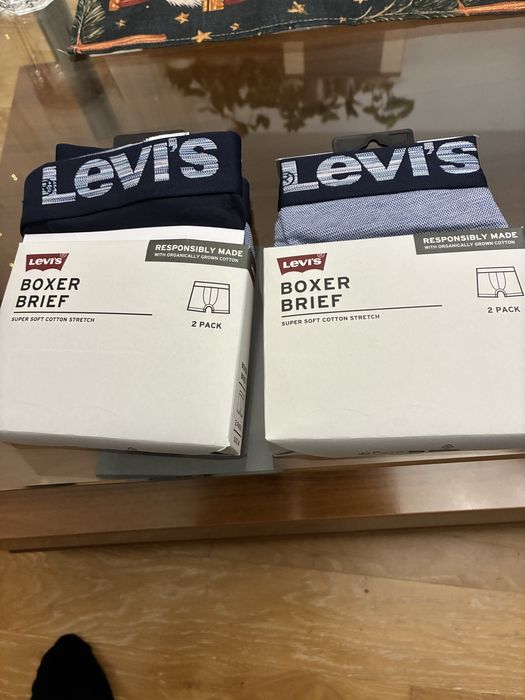 Levi's
RESPONSIBLY MADE
WITH ORGANICALLY GROWN COTTON
LEVI'S
BOXER
BRIEF
SUPER SOFT COTTON STRETCH
2 PACK
Levi's
RESPONSIBLY MADE
WITH ORGANICALLY GROWN COTTON
LEVI'S
BOXER
BRIEF
SUPER SOFT COTTON STRETCH
2 PACK